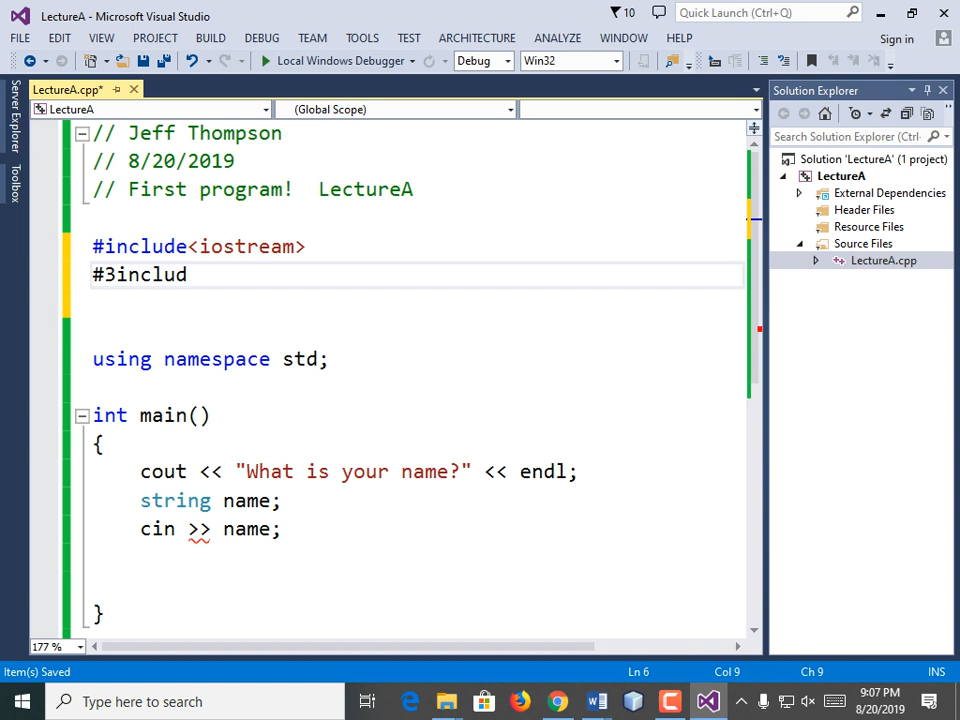 LectureA - Microsoft Visual Studio
10
Quick Launch (Ctrl+Q)
FILE EDIT VIEW PROJECT BUILD DEBUG TEAM TOOLS TEST ARCHITECTURE ANALYZE WINDOW HELP
Sign in
Local Windows Debugger
Debug
Win32
Server Explorer
Toolbox
LectureA.cpp*
LectureA
(Global Scope)
// Jeff Thompson
// 8/20/2019
// First program!  LectureA
#include<iostream>
#3includ
using namespace std;
int main()
{
cout << "What is your name?" << endl;
string name;
cin >> name;
}
177 %
Solution Explorer
Search Solution Explorer (Ctrl+
Solution 'LectureA' (1 project)
LectureA
External Dependencies
Header Files
Resource Files
Source Files
LectureA.cpp
Item(s) Saved
Ln 6
Col 9
Ch 9
INS
Type here to search
9:07 PM
8/20/2019